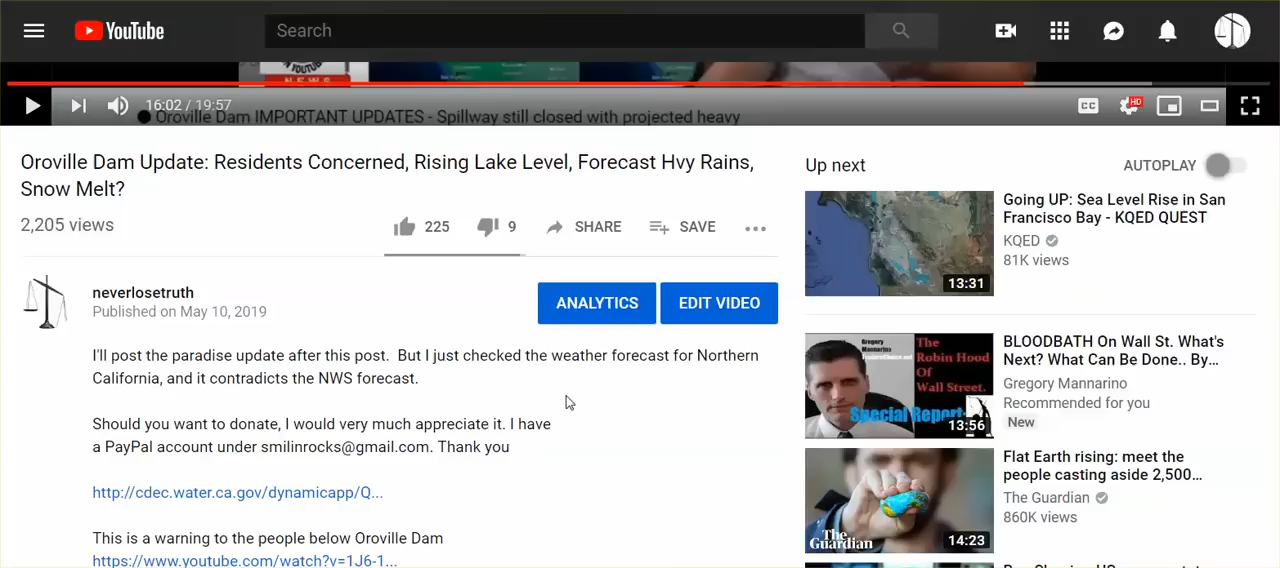 YouTube
Search
IN YOUTUBE
NEWS
16:02 / 19:57
CC
HD
● Oroville Dam IMPORTANT UPDATES - Spillway still closed with projected heavy
Oroville Dam Update: Residents Concerned, Rising Lake Level, Forecast Hvy Rains,
Snow Melt?
2,205 views
225
9
SHARE
SAVE
neverlosetruth
Published on May 10, 2019
ANALYTICS
EDIT VIDEO
I'll post the paradise update after this post. But I just checked the weather forecast for Northern
California, and it contradicts the NWS forecast.
Should you want to donate, I would very much appreciate it. I have
a PayPal account under smilinrocks@gmail.com. Thank you
http://cdec.water.ca.gov/dynamicapp/Q...
This is a warning to the people below Oroville Dam
https://www.youtube.com/watch?v=1J6-1...
Up next
AUTOPLAY
13:31
Going UP: Sea Level Rise in San
Francisco Bay - KQED QUEST
KQED
81K views
Gregory
Mannarino
The
Robin Hood
Of
Wall Street.
Special Report
13:56
BLOODBATH On Wall St. What's
Next? What Can Be Done.. By...
Gregory Mannarino
Recommended for you
New
The
Guardian
14:23
Flat Earth rising: meet the
people casting aside 2,500...
The Guardian
860K views